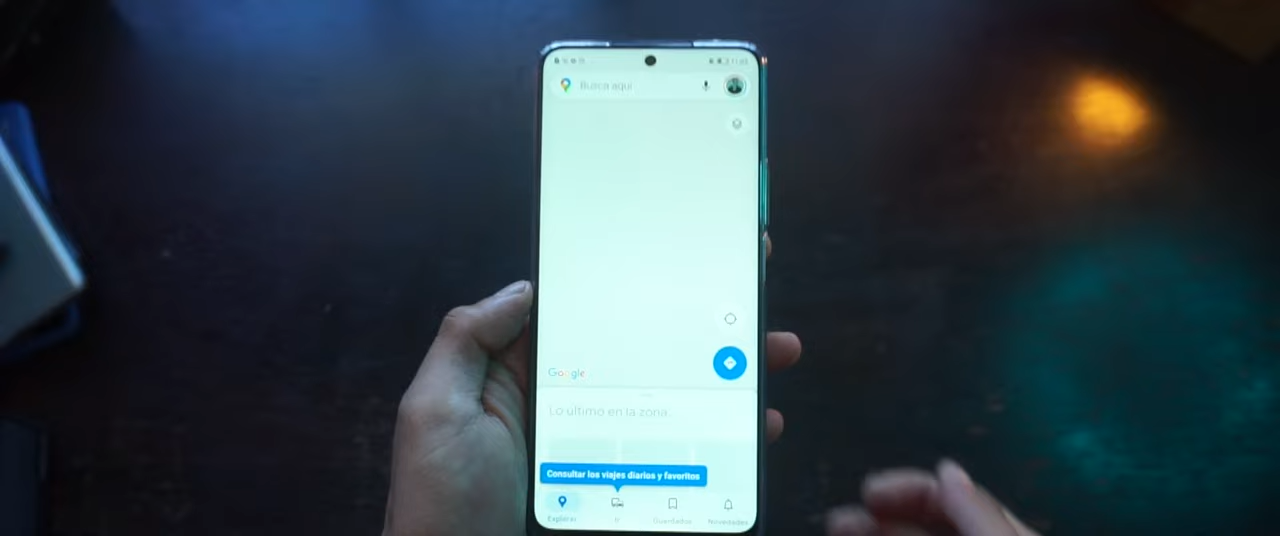 Busca aquí
Google
Lo último en la zona
Consultar los viajes diarios y favoritos
Explorar
Ir
Guardados
Novedades